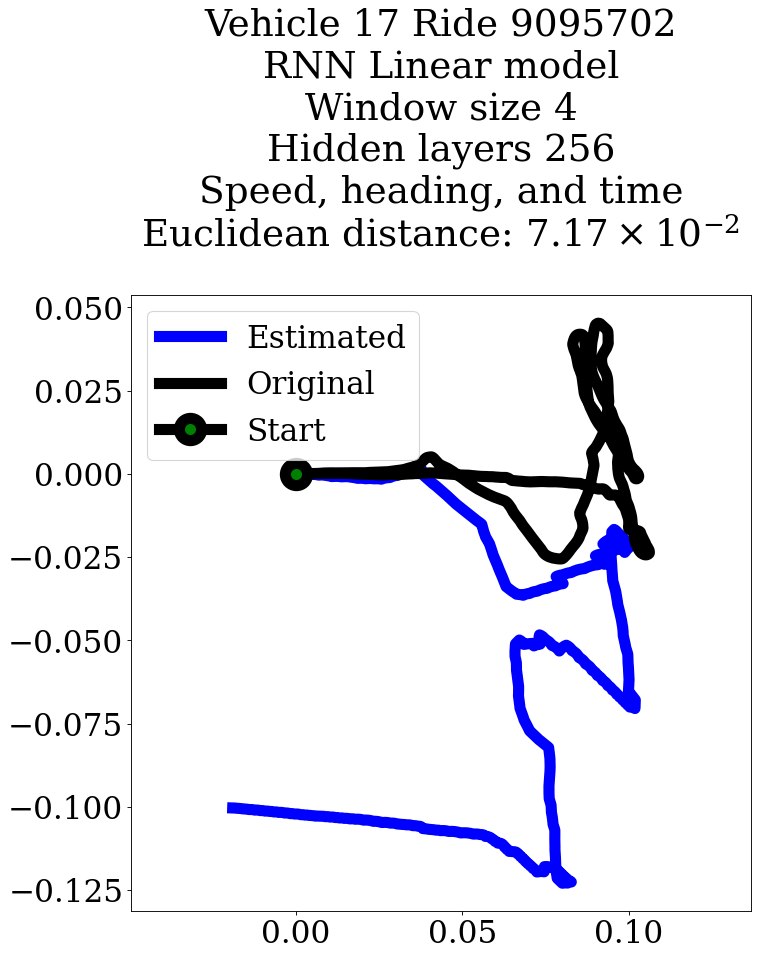 Vehicle 17 Ride 9095702
RNN Linear model
Window size 4
Hidden layers 256
Speed, heading, and time
Euclidean distance: 7.17 × 10⁻²
Estimated
Original
Start
0.050
0.025
0.000
−0.025
−0.050
−0.075
−0.100
−0.125
0.00 0.05 0.10